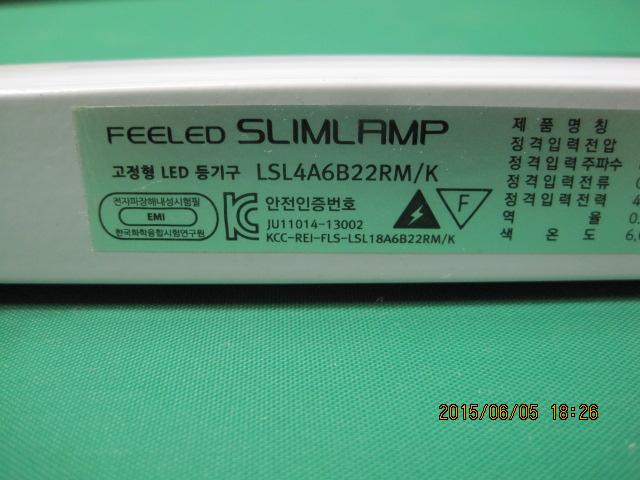 FEELED SLIMLAMP
고정형 LED 등기구 LSL4A6B22RM/K
전자파장해내성시험필
EMI
한국화학융합시험연구원
안전인증번호
JU11014-13002
KCC-REI-FLS-LSL18A6B22RM/K
F
제품명칭
정격입력전압
정격입력주파수
정격입력전류
정격입력전력 4
역 율 0.
색온도 6.
2015/06/05 18:26